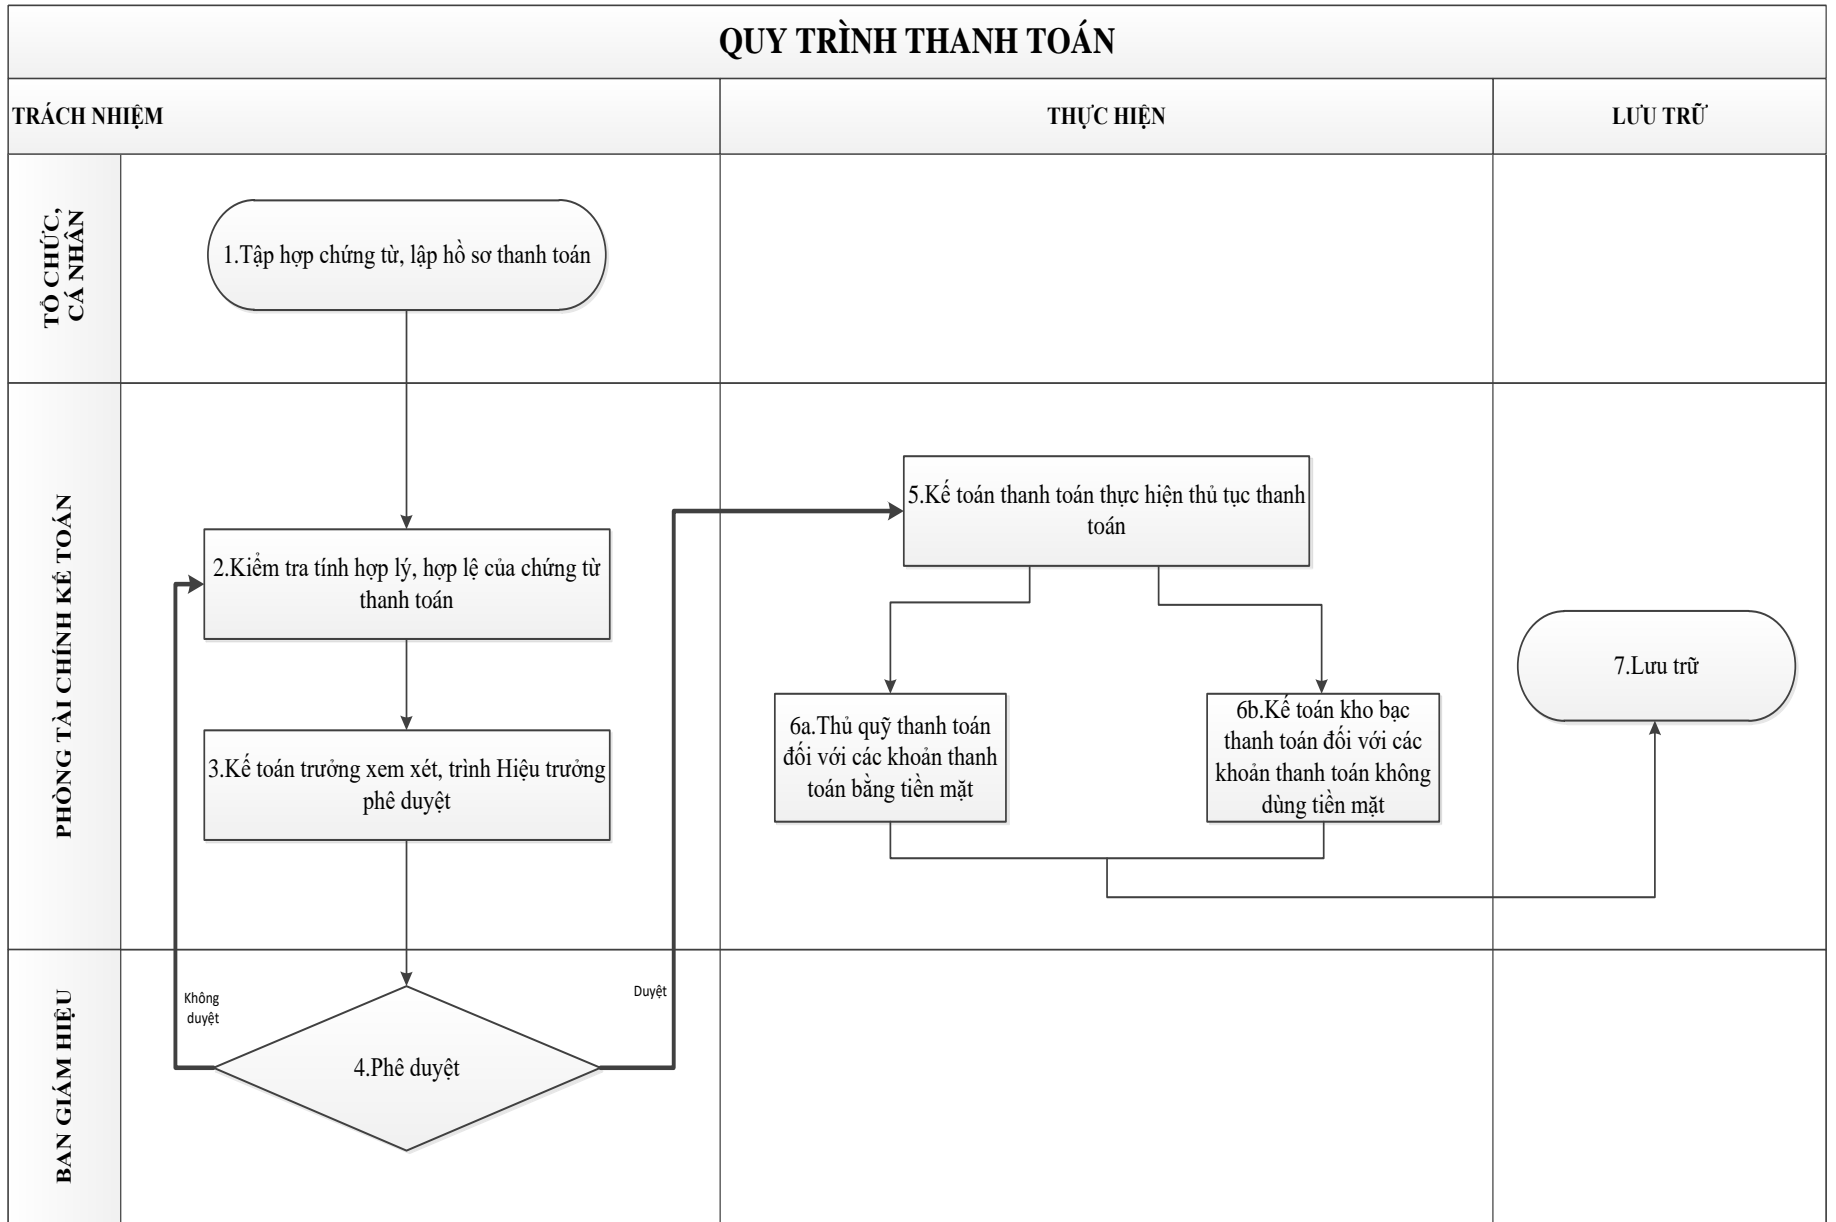 QUY TRÌNH THANH TOÁN
TRÁCH NHIỆM
THỰC HIỆN
LƯU TRỮ
TỔ CHỨC,
CÁ NHÂN
1.Tập hợp chứng từ, lập hồ sơ thanh toán
PHÒNG TÀI CHÍNH KẾ TOÁN
2.Kiểm tra tính hợp lý, hợp lệ của chứng từ
thanh toán
3.Kế toán trưởng xem xét, trình Hiệu trưởng
phê duyệt
5.Kế toán thanh toán thực hiện thủ tục thanh
toán
6a.Thủ quỹ thanh toán
đối với các khoản thanh
toán bằng tiền mặt
6b.Kế toán kho bạc
thanh toán đối với các
khoản thanh toán không
dùng tiền mặt
7.Lưu trữ
BAN GIÁM HIỆU
Không
duyệt
4.Phê duyệt
Duyệt